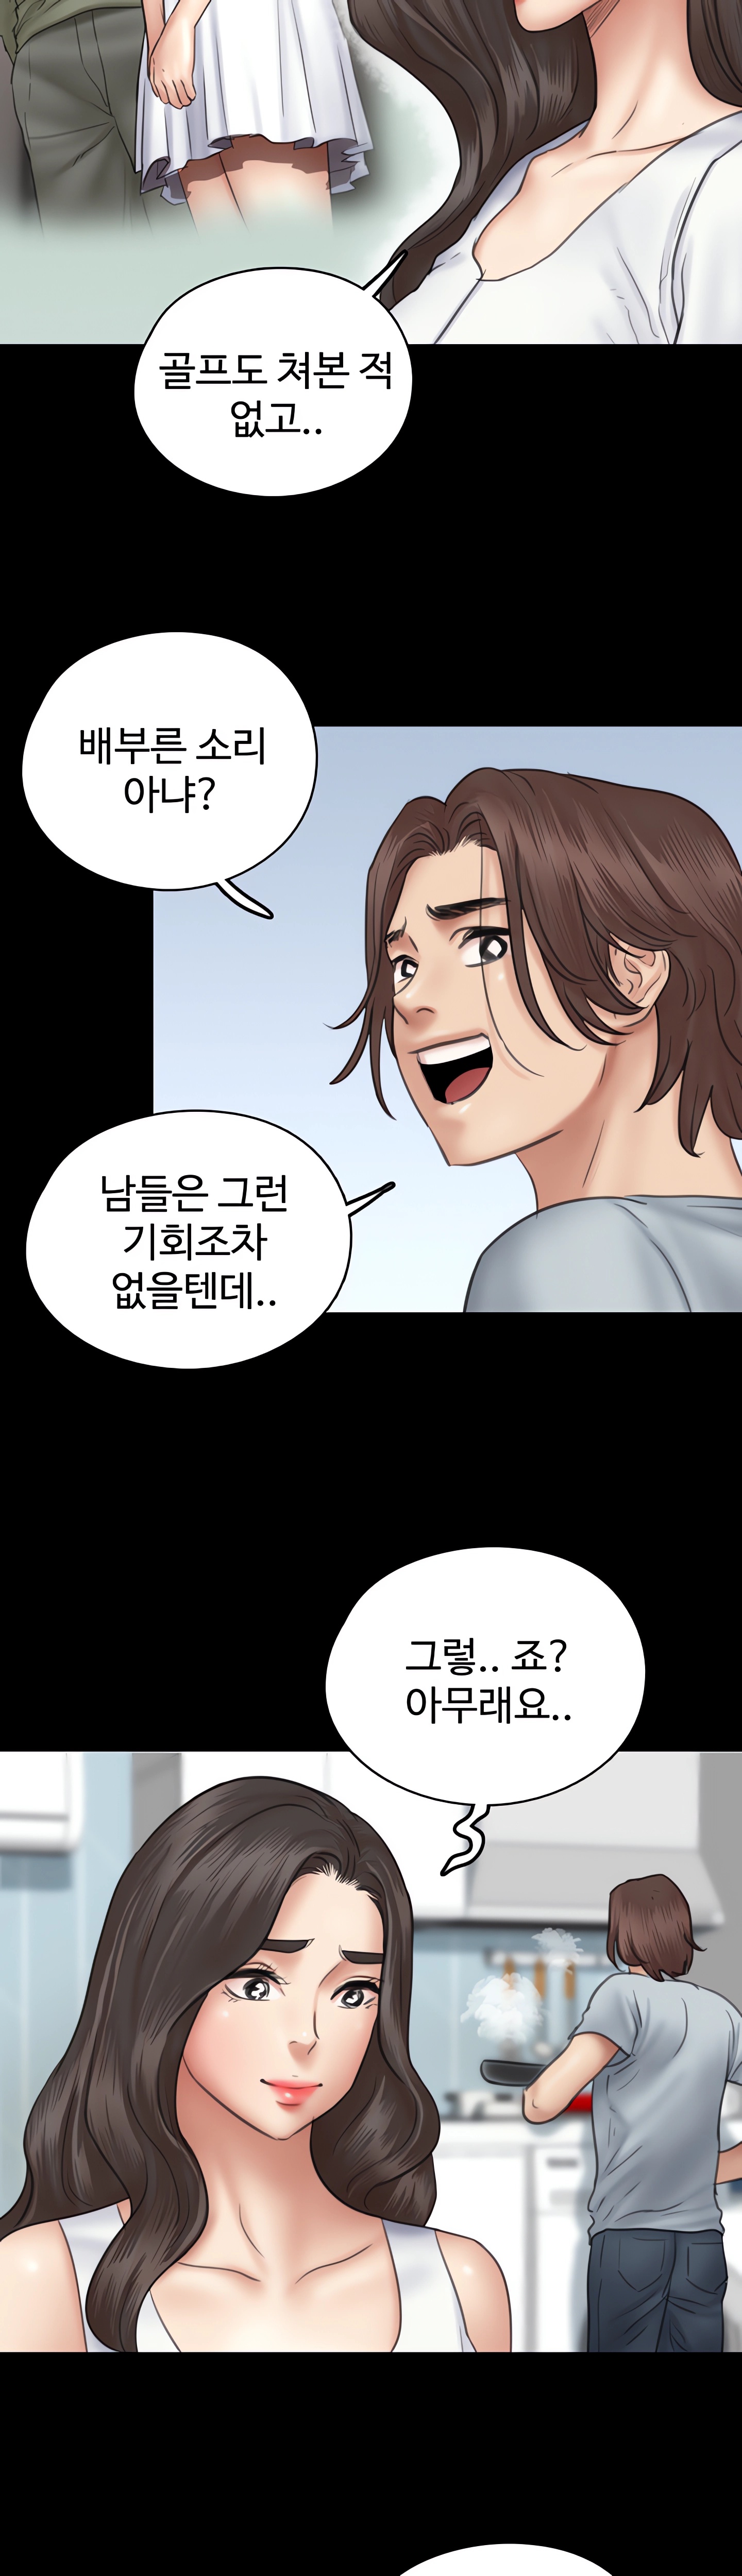 골프도 쳐본 적
없고..
배부른 소리
아냐?
남들은 그런
기회조차
없을텐데..
그렇.. 죠?
아무래요..